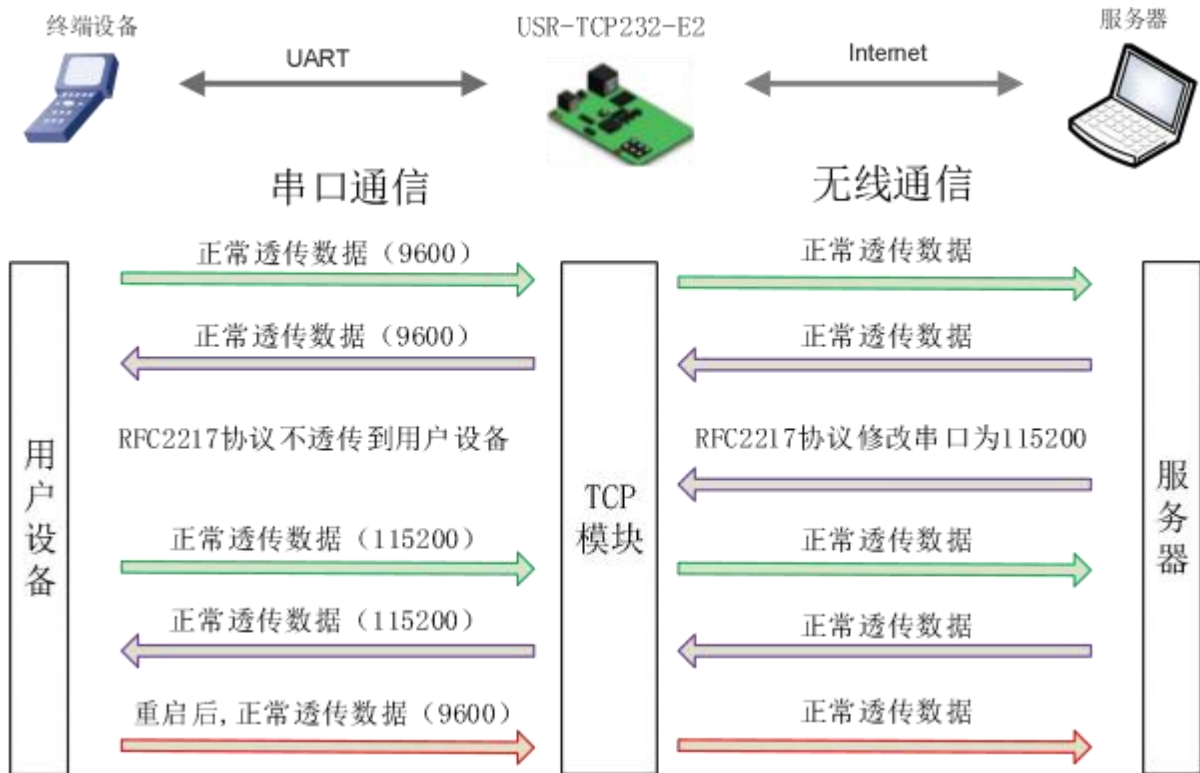 终端设备
USR-TCP232-E2
服务器
UART
Internet
串口通信
无线通信
正常透传数据（9600）
正常透传数据
正常透传数据（9600）
正常透传数据
RFC2217协议不透传到用户设备
RFC2217协议修改串口为115200
用户设备
TCP
模块
服务器
正常透传数据（115200）
正常透传数据
正常透传数据（115200）
正常透传数据
重启后,正常透传数据（9600）
正常透传数据